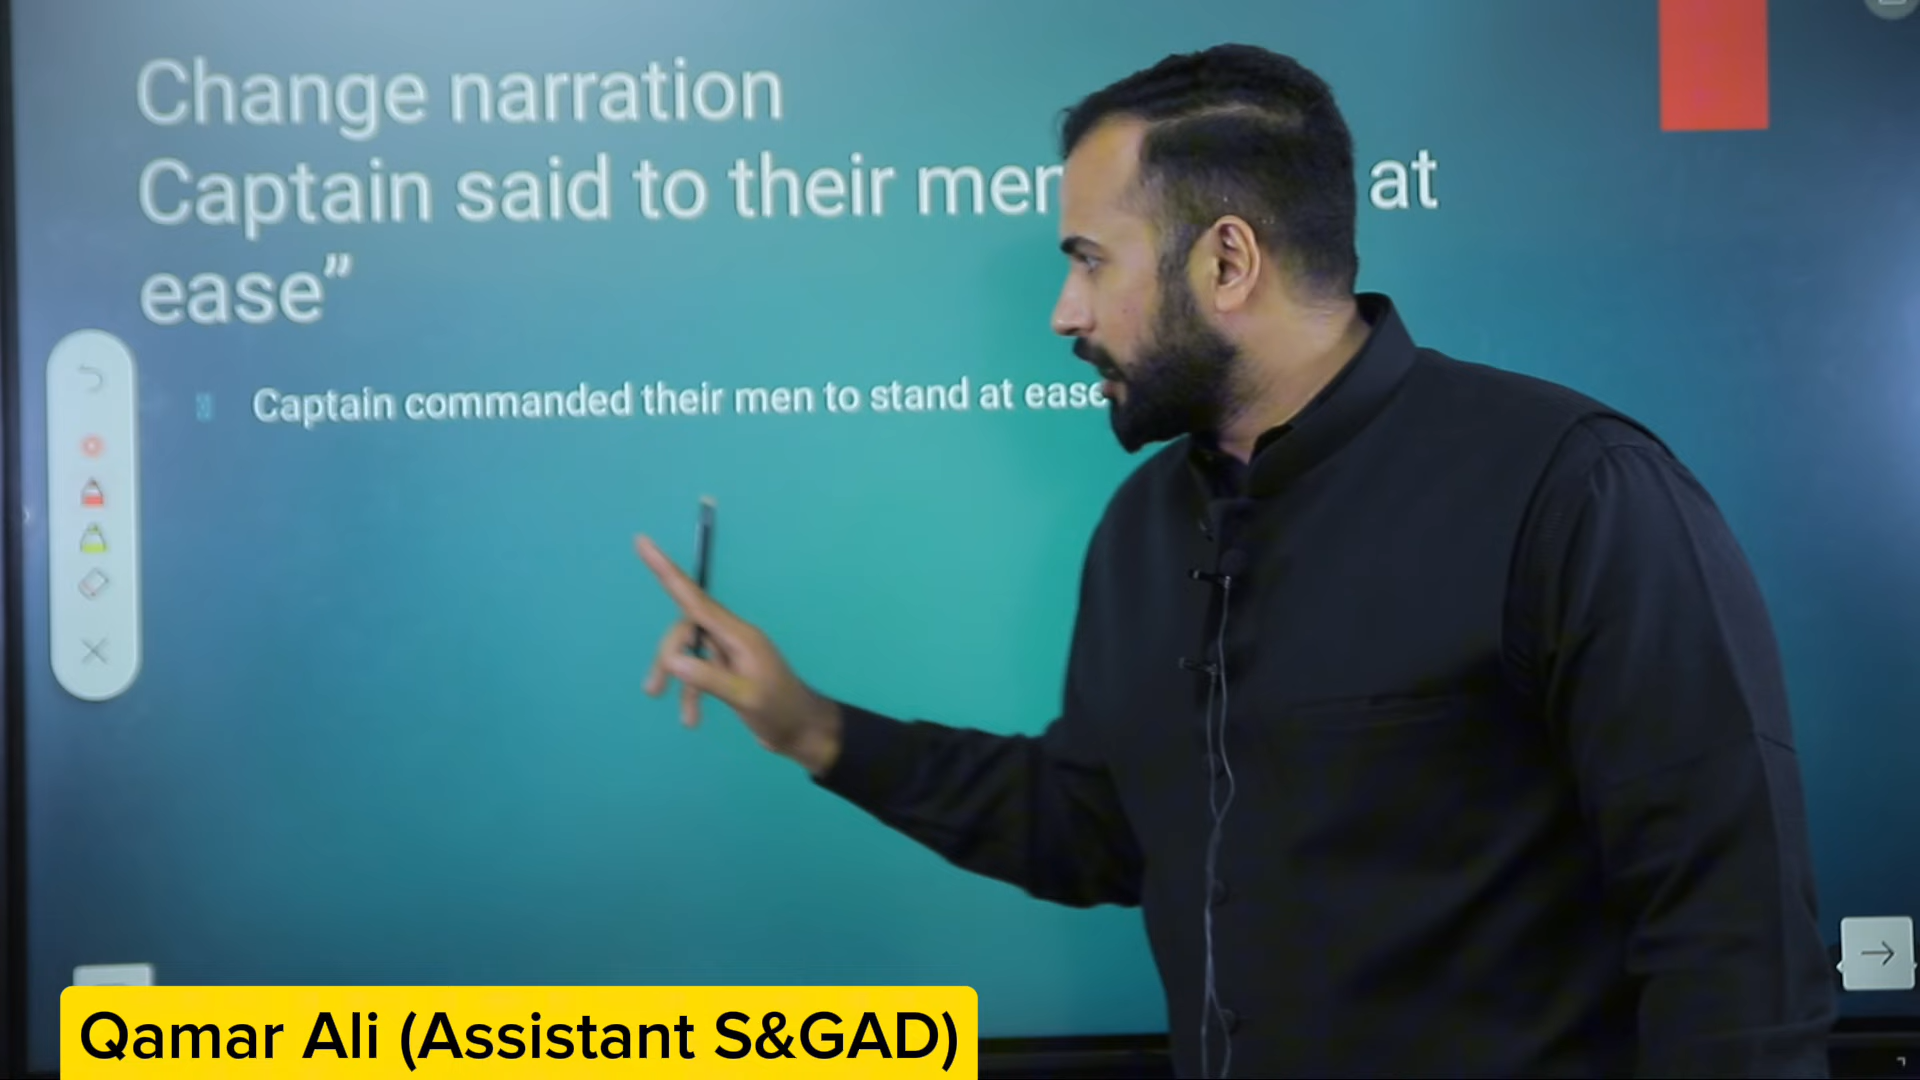 Change narration
Captain said to their men at
ease”
Captain commanded their men to stand at ease
Qamar Ali (Assistant S&GAD)